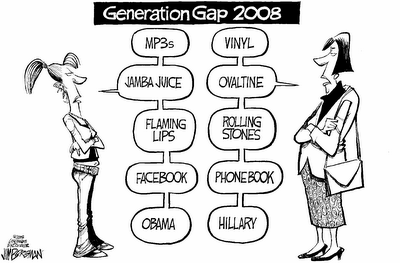 Generation Gap 2008
MP3s
VINYL
JAMBA JUICE
OVALTINE
FLAMING
LIPS
ROLLING
STONES
FACEBOOK
PHONE BOOK
OBAMA
HILLARY
JIM BORGMAN